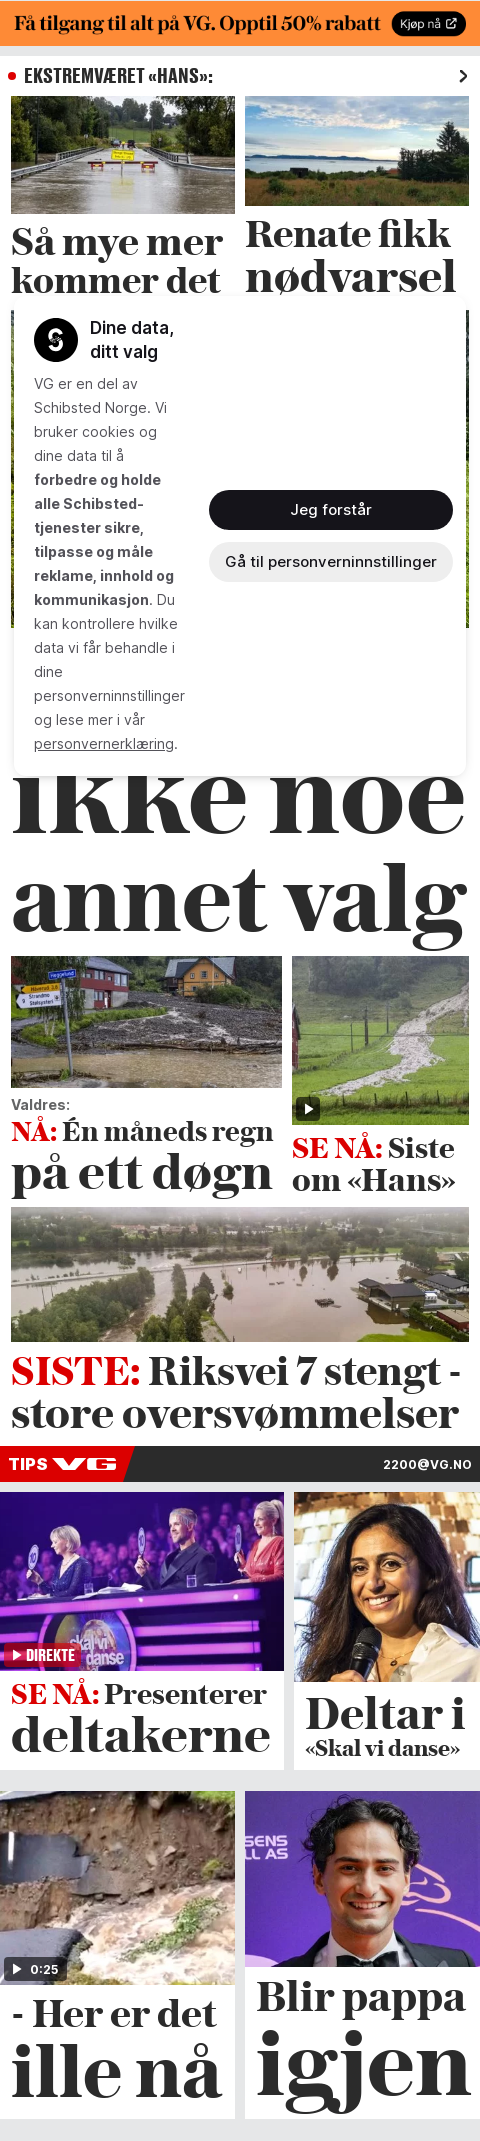 Få tilgang til alt på VG. Opptil 50% rabatt
Kjøp nå
EKSTREMVÆRET «HANS»:
Så mye mer
kommer det
Renate fikk
nødvarsel
Dine data,
ditt valg
VG er en del av
Schibsted Norge. Vi
bruker cookies og
dine data til å
forbedre og holde
alle Schibsted-
tjenester sikre,
tilpasse og måle
reklame, innhold og
kommunikasjon. Du
kan kontrollere hvilke
data vi får behandle i
dine
personverninnstillinger
og lese mer i vår
personvernerklæring.
Jeg forstår
Gå til personverninnstillinger
ikke noe
annet valg
Valdres:
NÅ: Én måneds regn
på ett døgn
SE NÅ: Siste
om «Hans»
SISTE: Riksvei 7 stengt -
store oversvømmelser
TIPS VG
2200@VG.NO
skal vi
danse
DIREKTE
SE NÅ: Presenterer
deltakerne
Deltar i
«Skal vi danse»
0:25
- Her er det
ille nå
SENS
LL AS
Blir pappa
igjen